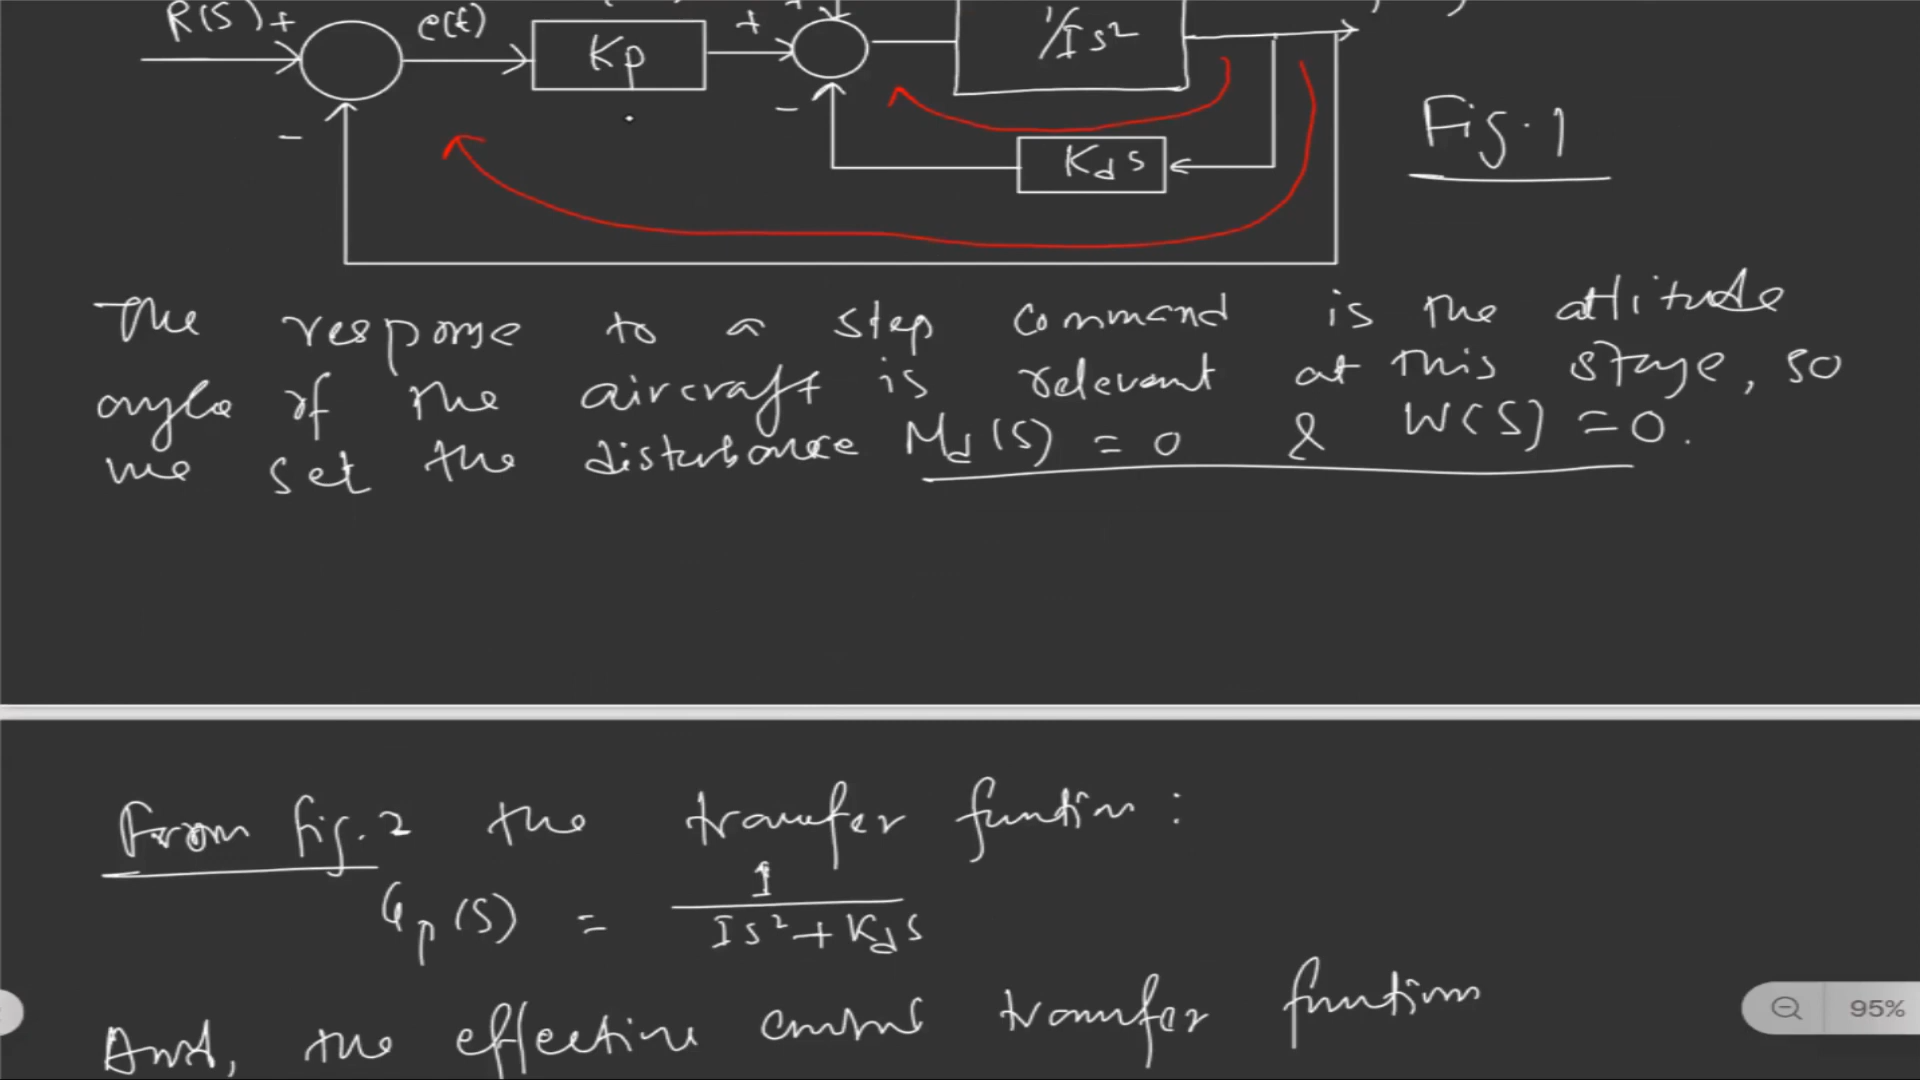 R(S) +
e(t)
Kp
+
1/Is²
-
-
Kds
Fig.1
The response to a step command is the attitude
angle of the aircraft is relevant at this stage, so
we set the disturbance Md(S) = 0 & W(S) = 0.
From fig.2 the transfer function:
Gp(S) = 1 / Is² + Kds
And, the effective control transfer function
95%